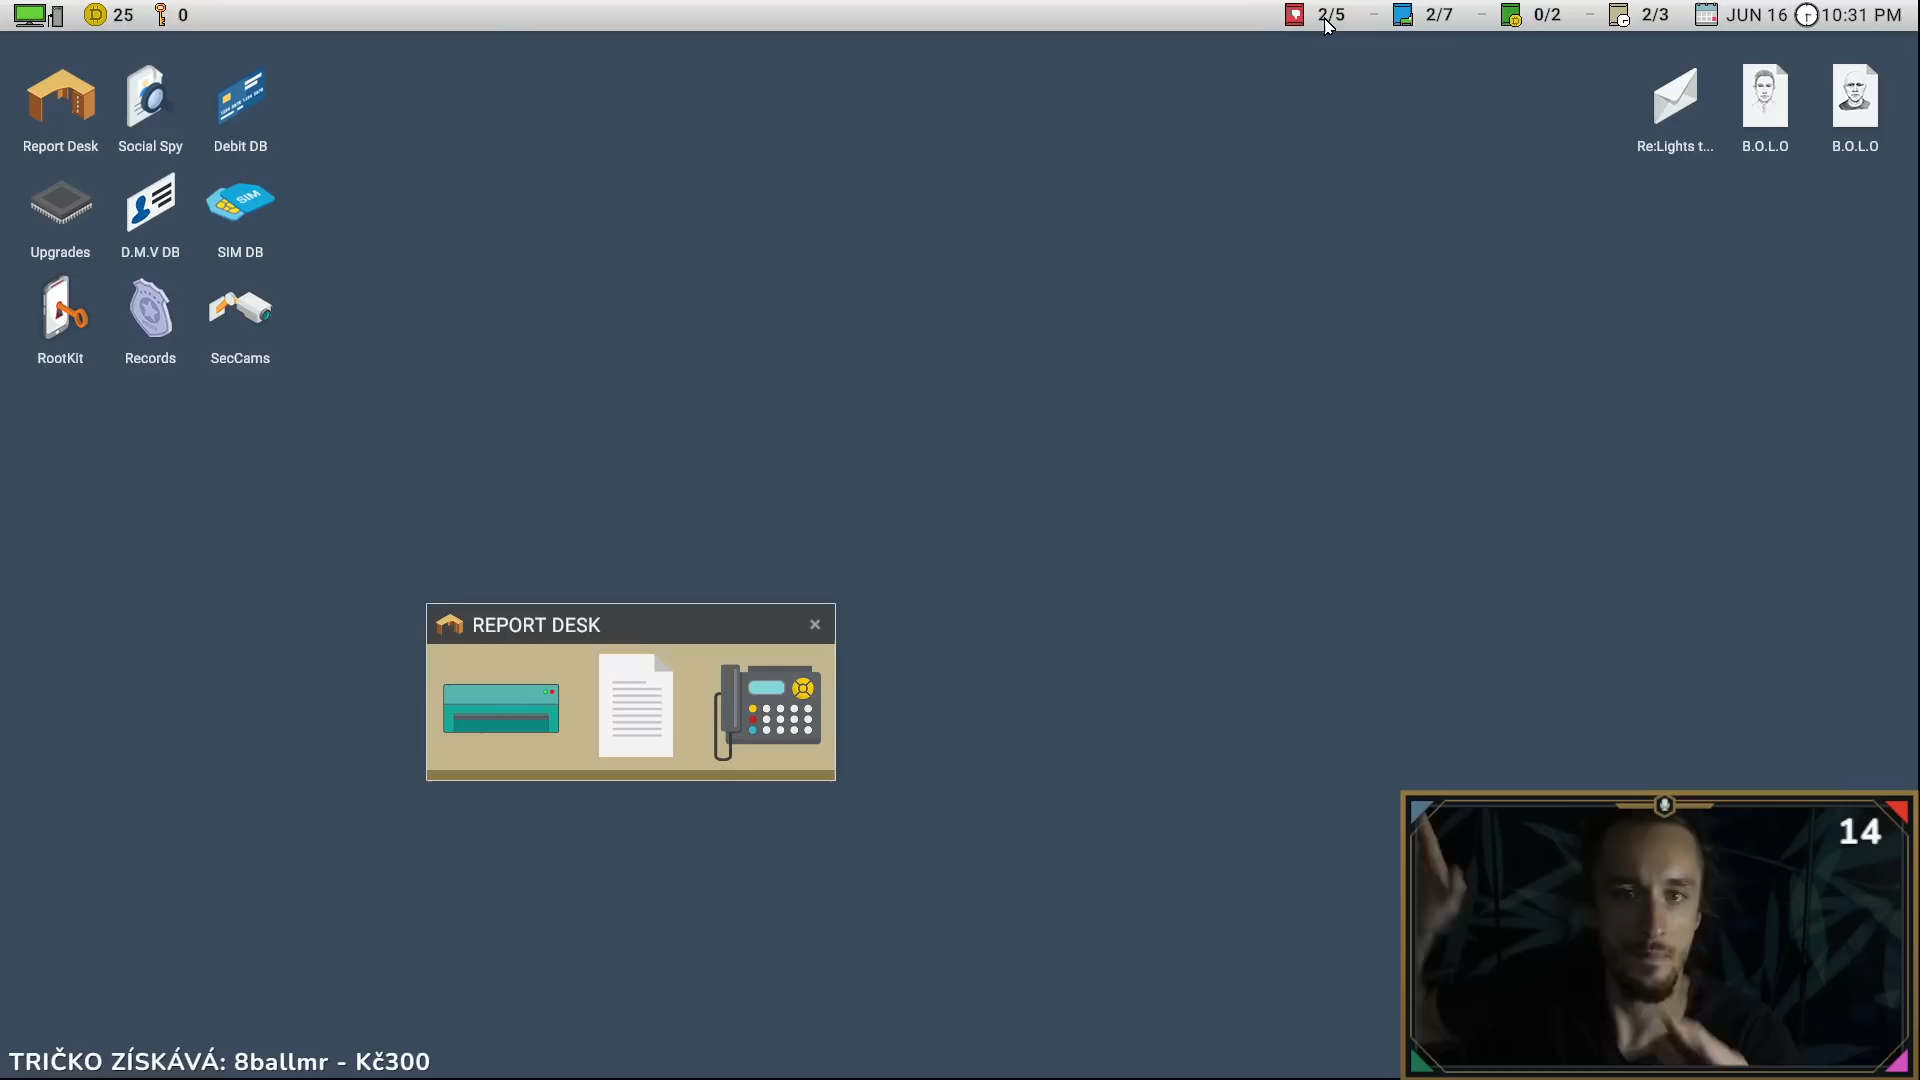 25 0 2/5 - 2/7 - 0/2 - 2/3 JUN 16 10:31 PM
Report Desk Social Spy Debit DB Re:Lights t... B.O.L.O B.O.L.O
Upgrades D.M.V DB SIM DB
SIM
RootKit Records SecCams
REPORT DESK
14
TRIČKO ZÍSKÁVÁ: 8ballmr - Kč300